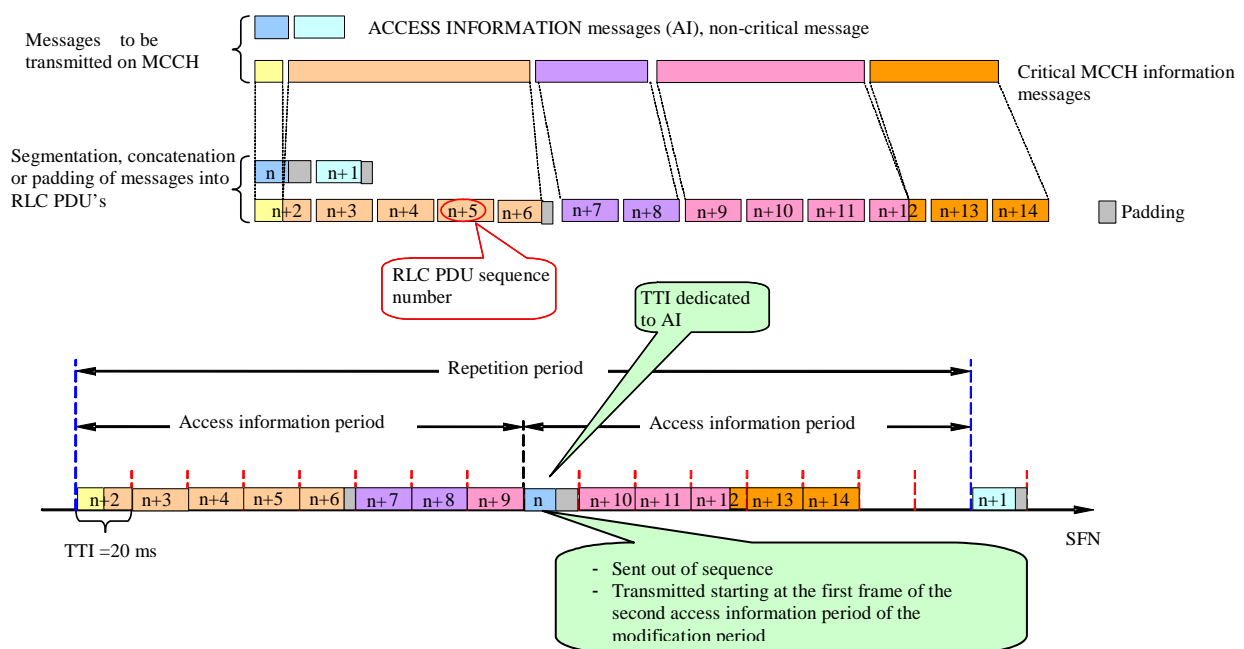 Messages to be
transmitted on MCCH
ACCESS INFORMATION messages (AI), non-critical message
Critical MCCH information
messages
Segmentation, concatenation
or padding of messages into
RLC PDU's
n n+1
n+2 n+3 n+4 n+5 n+6 n+7 n+8 n+9 n+10 n+11 n+12 n+13 n+14
Padding
RLC PDU sequence
number
TTI dedicated
to AI
Repetition period
Access information period Access information period
n+2 n+3 n+4 n+5 n+6 n+7 n+8 n+9 n n+10 n+11 n+12 n+13 n+14 n+1
TTI =20 ms
SFN
- Sent out of sequence
- Transmitted starting at the first frame of the
second access information period of the
modification period